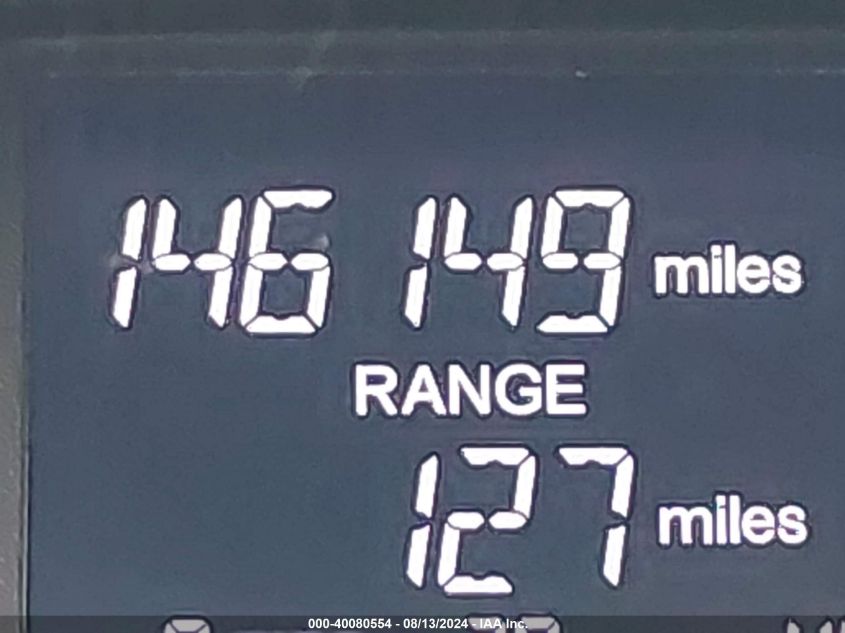 146 149 miles
RANGE
127 miles
000-40080554 - 08/13/2024 - IAA Inc.